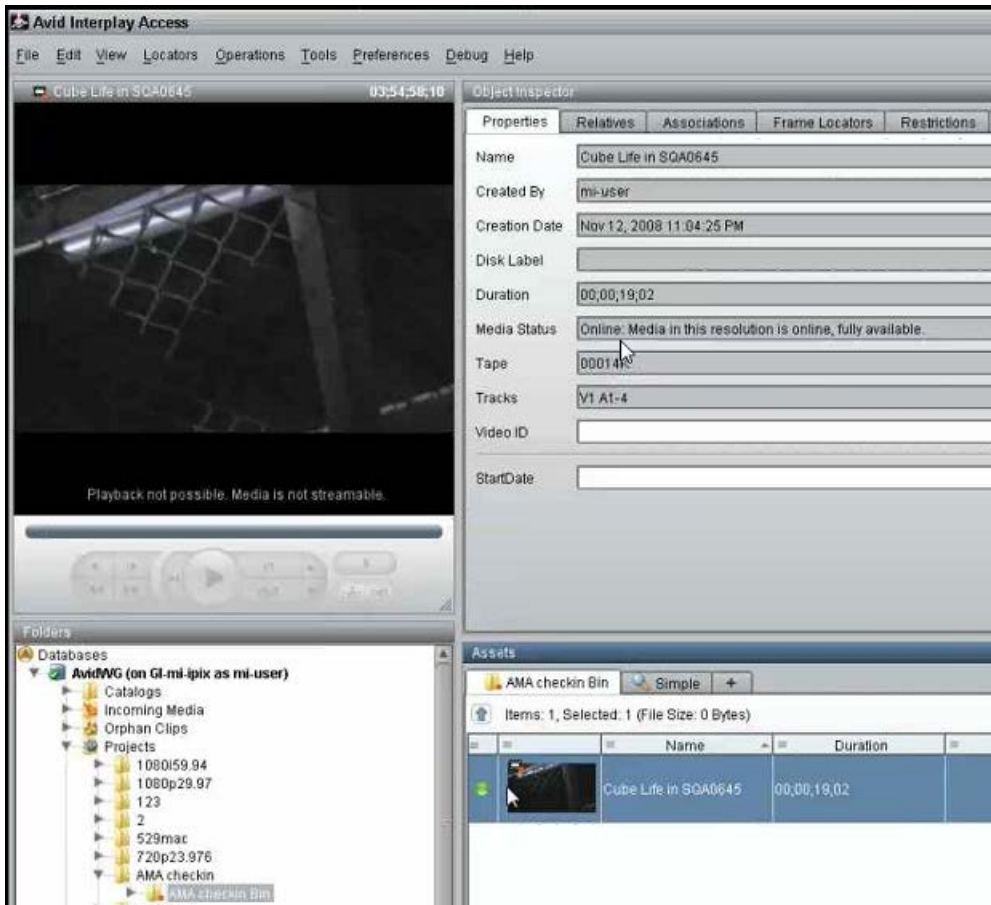 Avid Interplay Access
File Edit View Locators Operations Tools Preferences Debug Help
Cube Life in SQA0645 03;54;58;10
Object Inspector
Properties Relatives Associations Frame Locators Restrictions
Name Cube Life in SQA0645
Created By mi-user
Creation Date Nov 12, 2008 11:04:25 PM
Disk Label
Duration 00;00;19;02
Media Status Online: Media in this resolution is online, fully available.
Tape 00014
Tracks V1 A1-4
Video ID
StartDate
Playback not possible. Media is not streamable.
Folders
Databases
AvidWG (on GI-mi-ipix as mi-user)
Catalogs
Incoming Media
Orphan Clips
Projects
1080i59.94
1080p29.97
123
2
529mac
720p23.976
AMA checkin
AMA checkin Bin
Assets
AMA checkin Bin Simple +
Items: 1, Selected: 1 (File Size: 0 Bytes)
Name Duration
Cube Life in SQA0645 00;00;19;02